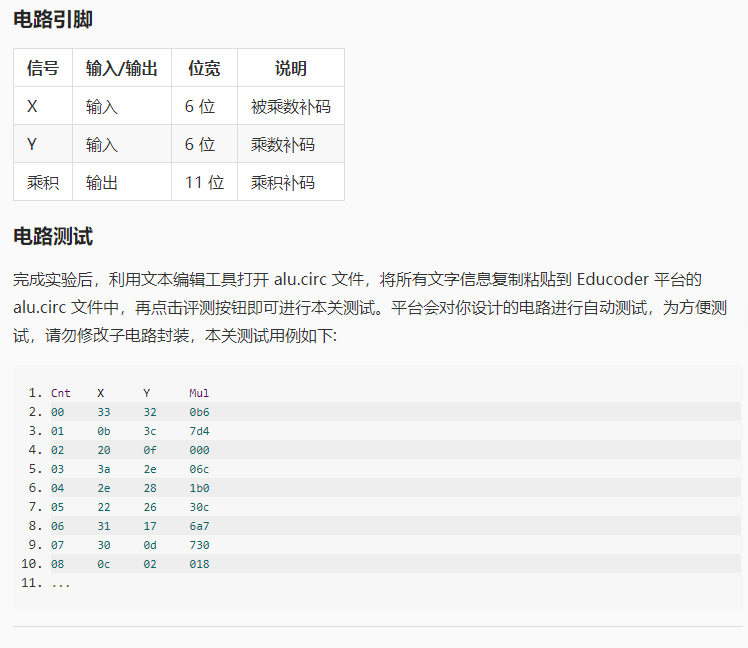 电路引脚
信号 输入/输出 位宽 说明
X 输入 6 位 被乘数补码
Y 输入 6 位 乘数补码
乘积 输出 11 位 乘积补码
电路测试
完成实验后，利用文本编辑工具打开 alu.circ 文件，将所有文字信息复制粘贴到 Educoder 平台的
alu.circ 文件中，再点击评测按钮即可进行本关测试。平台会对你设计的电路进行自动测试，为方便测
试，请勿修改子电路封装，本关测试用例如下:
1. Cnt X Y Mul
2. 00 33 32 0b6
3. 01 0b 3c 7d4
4. 02 20 0f 000
5. 03 3a 2e 06c
6. 04 2e 28 1b0
7. 05 22 26 30c
8. 06 31 17 6a7
9. 07 30 0d 730
10. 08 0c 02 018
11. ...